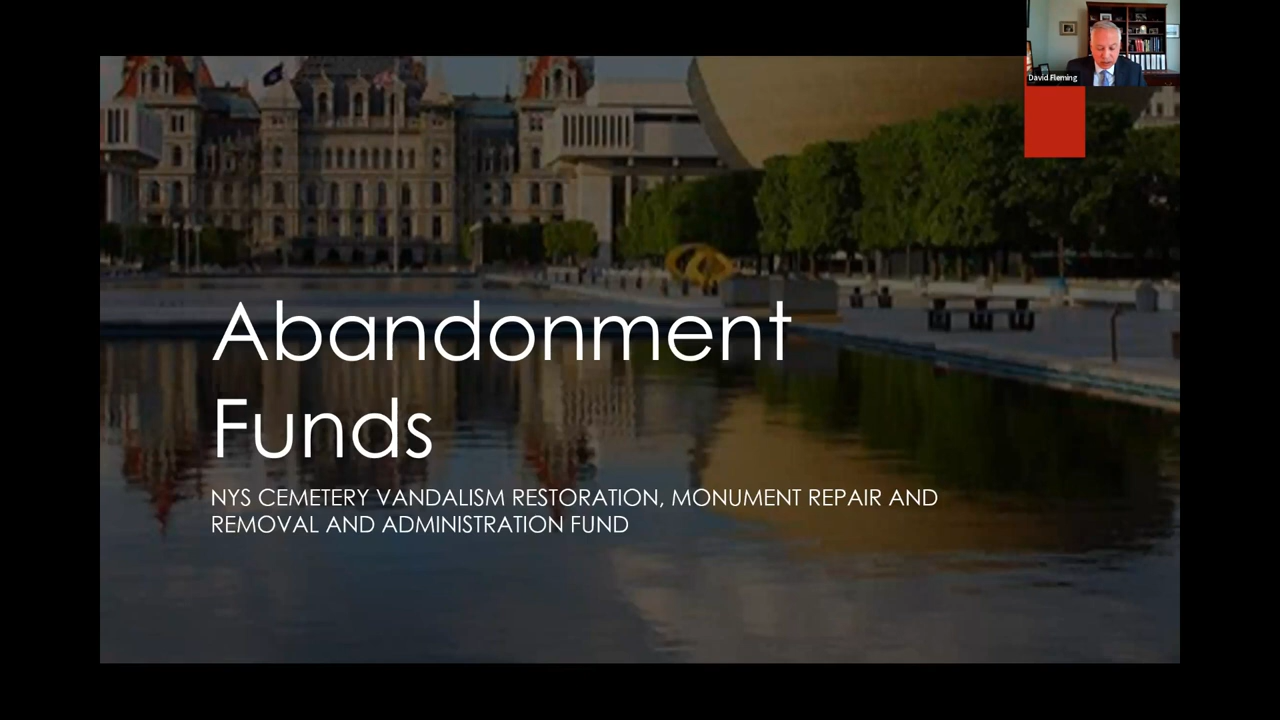 David Fleming
Abandonment
Funds
NYS CEMETERY VANDALISM RESTORATION, MONUMENT REPAIR AND
REMOVAL AND ADMINISTRATION FUND